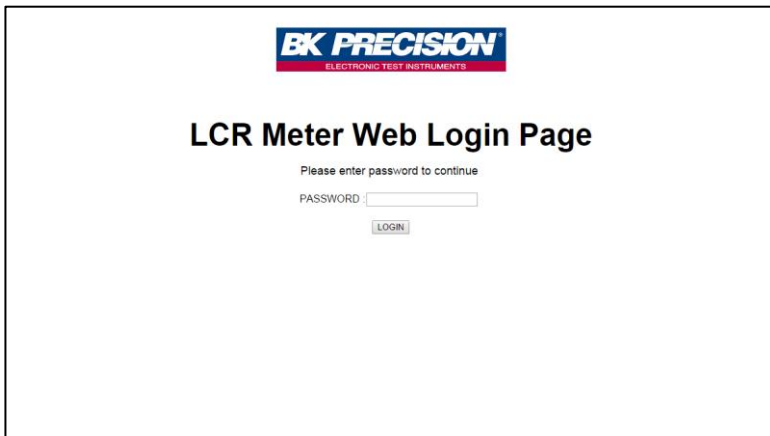 BK PRECISION®
ELECTRONIC TEST INSTRUMENTS
LCR Meter Web Login Page
Please enter password to continue
PASSWORD :
LOGIN